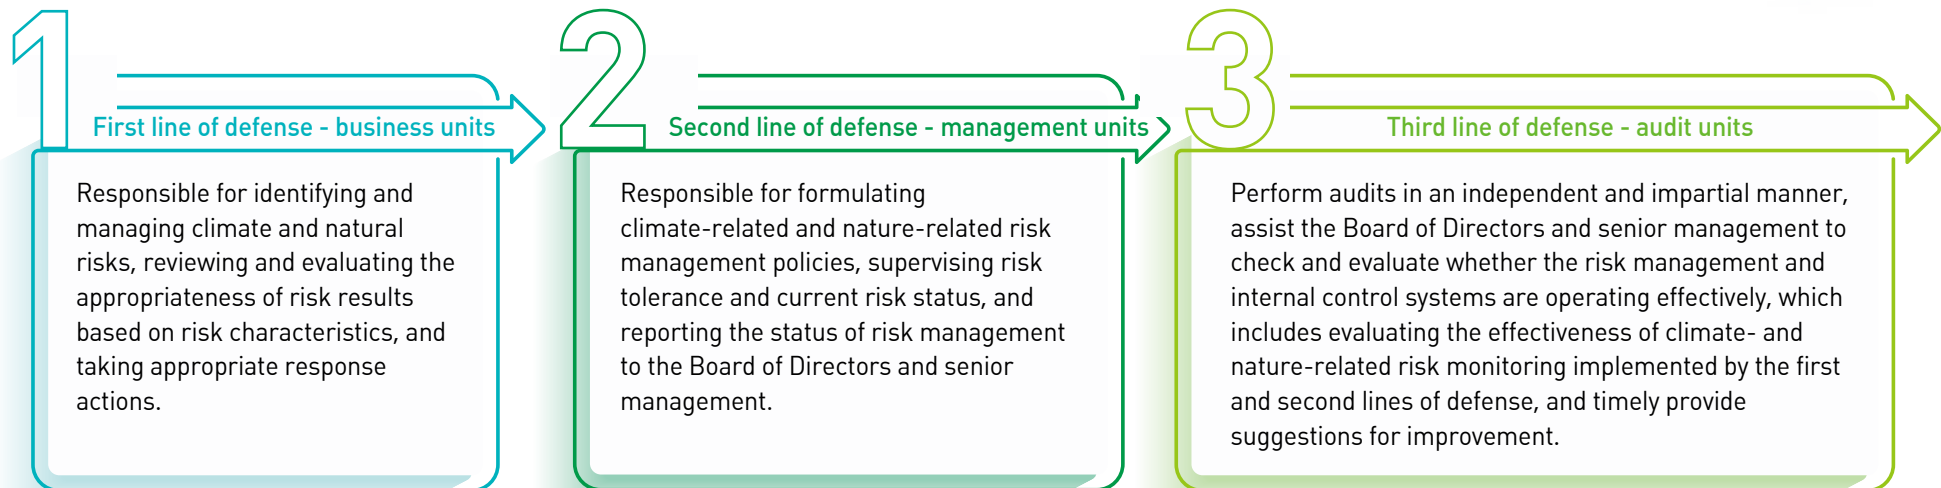 1
First line of defense - business units
Responsible for identifying and
managing climate and natural
risks, reviewing and evaluating the
appropriateness of risk results
based on risk characteristics, and
taking appropriate response
actions.
2
Second line of defense - management units
Responsible for formulating
climate-related and nature-related risk
management policies, supervising risk
tolerance and current risk status, and
reporting the status of risk management
to the Board of Directors and senior
management.
3
Third line of defense - audit units
Perform audits in an independent and impartial manner,
assist the Board of Directors and senior management to
check and evaluate whether the risk management and
internal control systems are operating effectively, which
includes evaluating the effectiveness of climate- and
nature-related risk monitoring implemented by the first
and second lines of defense, and timely provide
suggestions for improvement.